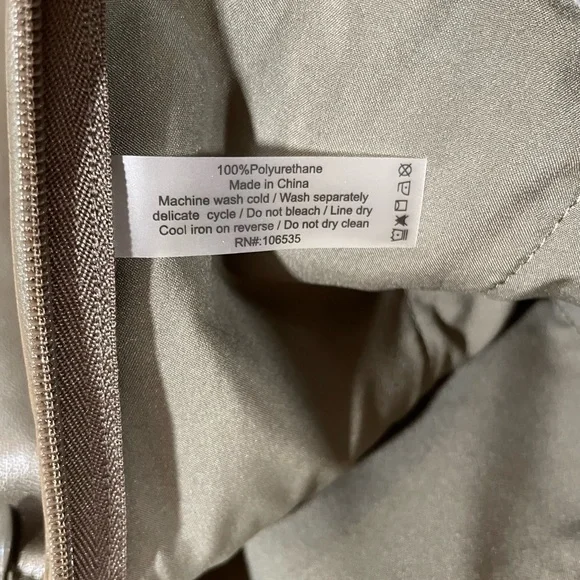 100%Polyurethane
Made in China
Machine wash cold / Wash separately
delicate cycle / Do not bleach / Line dry
Cool iron on reverse / Do not dry clean
RN#:106535